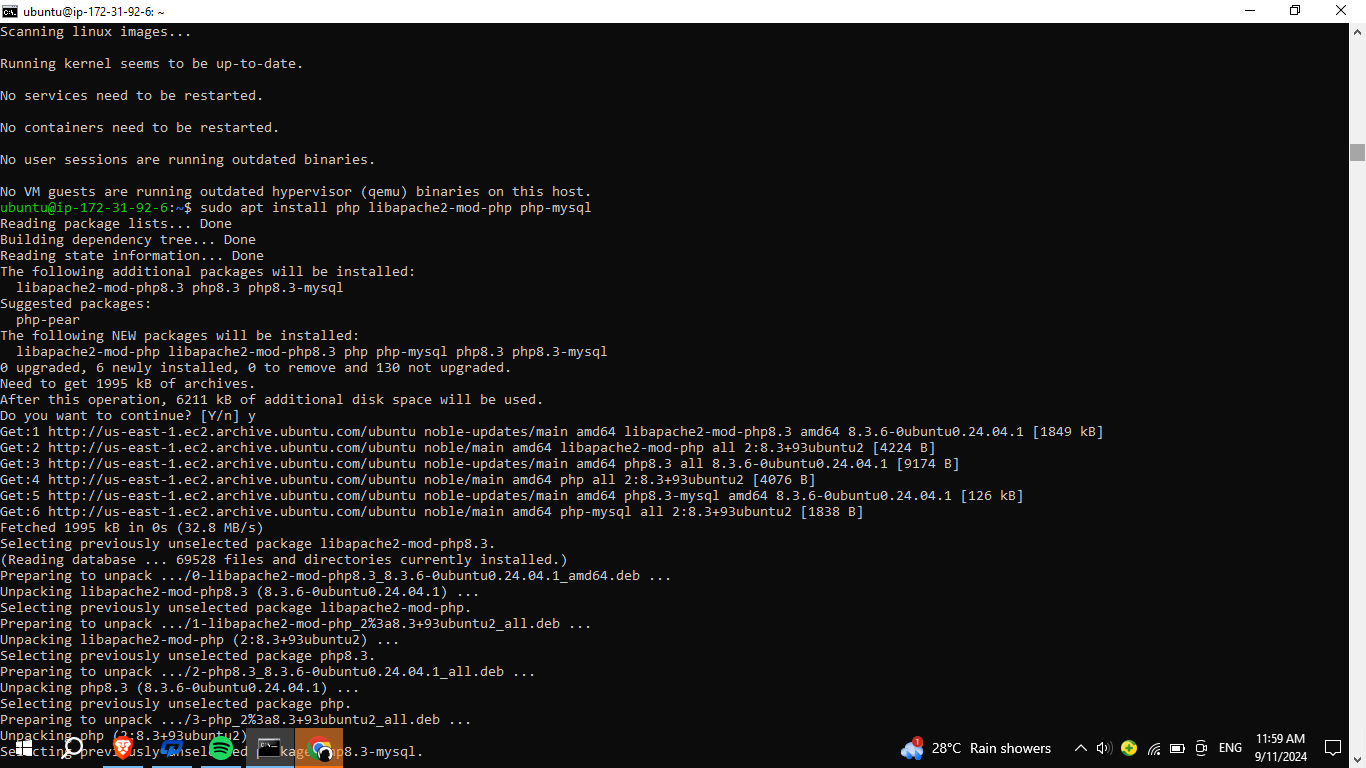 ubuntu@ip-172-31-92-6: ~
Scanning linux images...
Running kernel seems to be up-to-date.
No services need to be restarted.
No containers need to be restarted.
No user sessions are running outdated binaries.
No VM guests are running outdated hypervisor (qemu) binaries on this host.
ubuntu@ip-172-31-92-6:~$ sudo apt install php libapache2-mod-php php-mysql
Reading package lists... Done
Building dependency tree... Done
Reading state information... Done
The following additional packages will be installed:
  libapache2-mod-php8.3 php8.3 php8.3-mysql
Suggested packages:
  php-pear
The following NEW packages will be installed:
  libapache2-mod-php libapache2-mod-php8.3 php php-mysql php8.3 php8.3-mysql
0 upgraded, 6 newly installed, 0 to remove and 130 not upgraded.
Need to get 1995 kB of archives.
After this operation, 6211 kB of additional disk space will be used.
Do you want to continue? [Y/n] y
Get:1 http://us-east-1.ec2.archive.ubuntu.com/ubuntu noble-updates/main amd64 libapache2-mod-php8.3 amd64 8.3.6-0ubuntu0.24.04.1 [1849 kB]
Get:2 http://us-east-1.ec2.archive.ubuntu.com/ubuntu noble/main amd64 libapache2-mod-php all 2:8.3+93ubuntu2 [4224 B]
Get:3 http://us-east-1.ec2.archive.ubuntu.com/ubuntu noble-updates/main amd64 php8.3 all 8.3.6-0ubuntu0.24.04.1 [9174 B]
Get:4 http://us-east-1.ec2.archive.ubuntu.com/ubuntu noble/main amd64 php all 2:8.3+93ubuntu2 [4076 B]
Get:5 http://us-east-1.ec2.archive.ubuntu.com/ubuntu noble-updates/main amd64 php8.3-mysql amd64 8.3.6-0ubuntu0.24.04.1 [126 kB]
Get:6 http://us-east-1.ec2.archive.ubuntu.com/ubuntu noble/main amd64 php-mysql all 2:8.3+93ubuntu2 [1838 B]
Fetched 1995 kB in 0s (32.8 MB/s)
Selecting previously unselected package libapache2-mod-php8.3.
(Reading database ... 69528 files and directories currently installed.)
Preparing to unpack .../0-libapache2-mod-php8.3_8.3.6-0ubuntu0.24.04.1_amd64.deb ...
Unpacking libapache2-mod-php8.3 (8.3.6-0ubuntu0.24.04.1) ...
Selecting previously unselected package libapache2-mod-php.
Preparing to unpack .../1-libapache2-mod-php_2%3a8.3+93ubuntu2_all.deb ...
Unpacking libapache2-mod-php (2:8.3+93ubuntu2) ...
Selecting previously unselected package php8.3.
Preparing to unpack .../2-php8.3_8.3.6-0ubuntu0.24.04.1_all.deb ...
Unpacking php8.3 (8.3.6-0ubuntu0.24.04.1) ...
Selecting previously unselected package php.
Preparing to unpack .../3-php_2%3a8.3+93ubuntu2_all.deb ...
Unpacking php (2:8.3+93ubuntu2)
Selecting previously unselected package php8.3-mysql.
28°C Rain showers
ENG
11:59 AM
9/11/2024
1